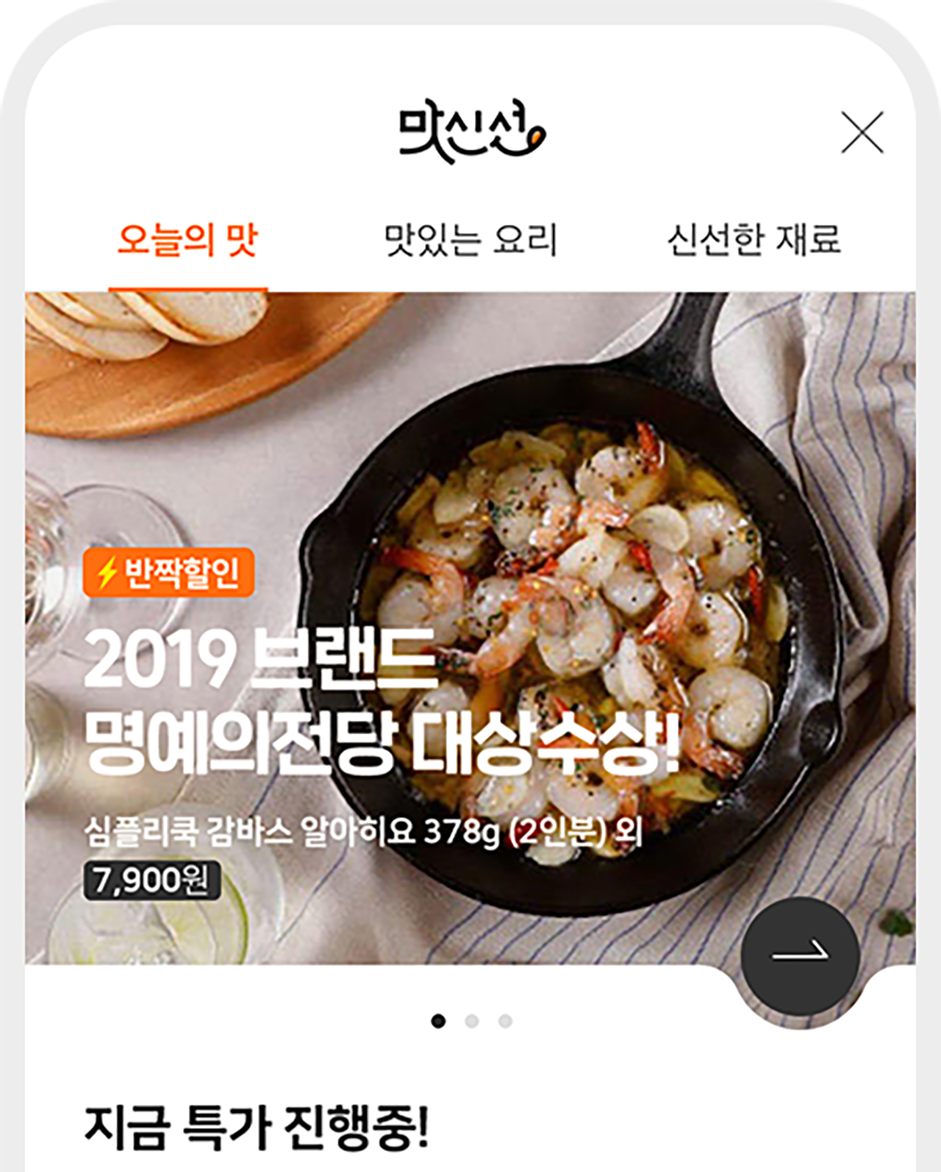 맛신선
오늘의 맛 맛있는 요리 신선한 재료
반짝할인
2019 브랜드
명예의전당 대상수상!
심플리쿡 감바스 알아히요 378g (2인분) 외
7,900원
지금 특가 진행중!